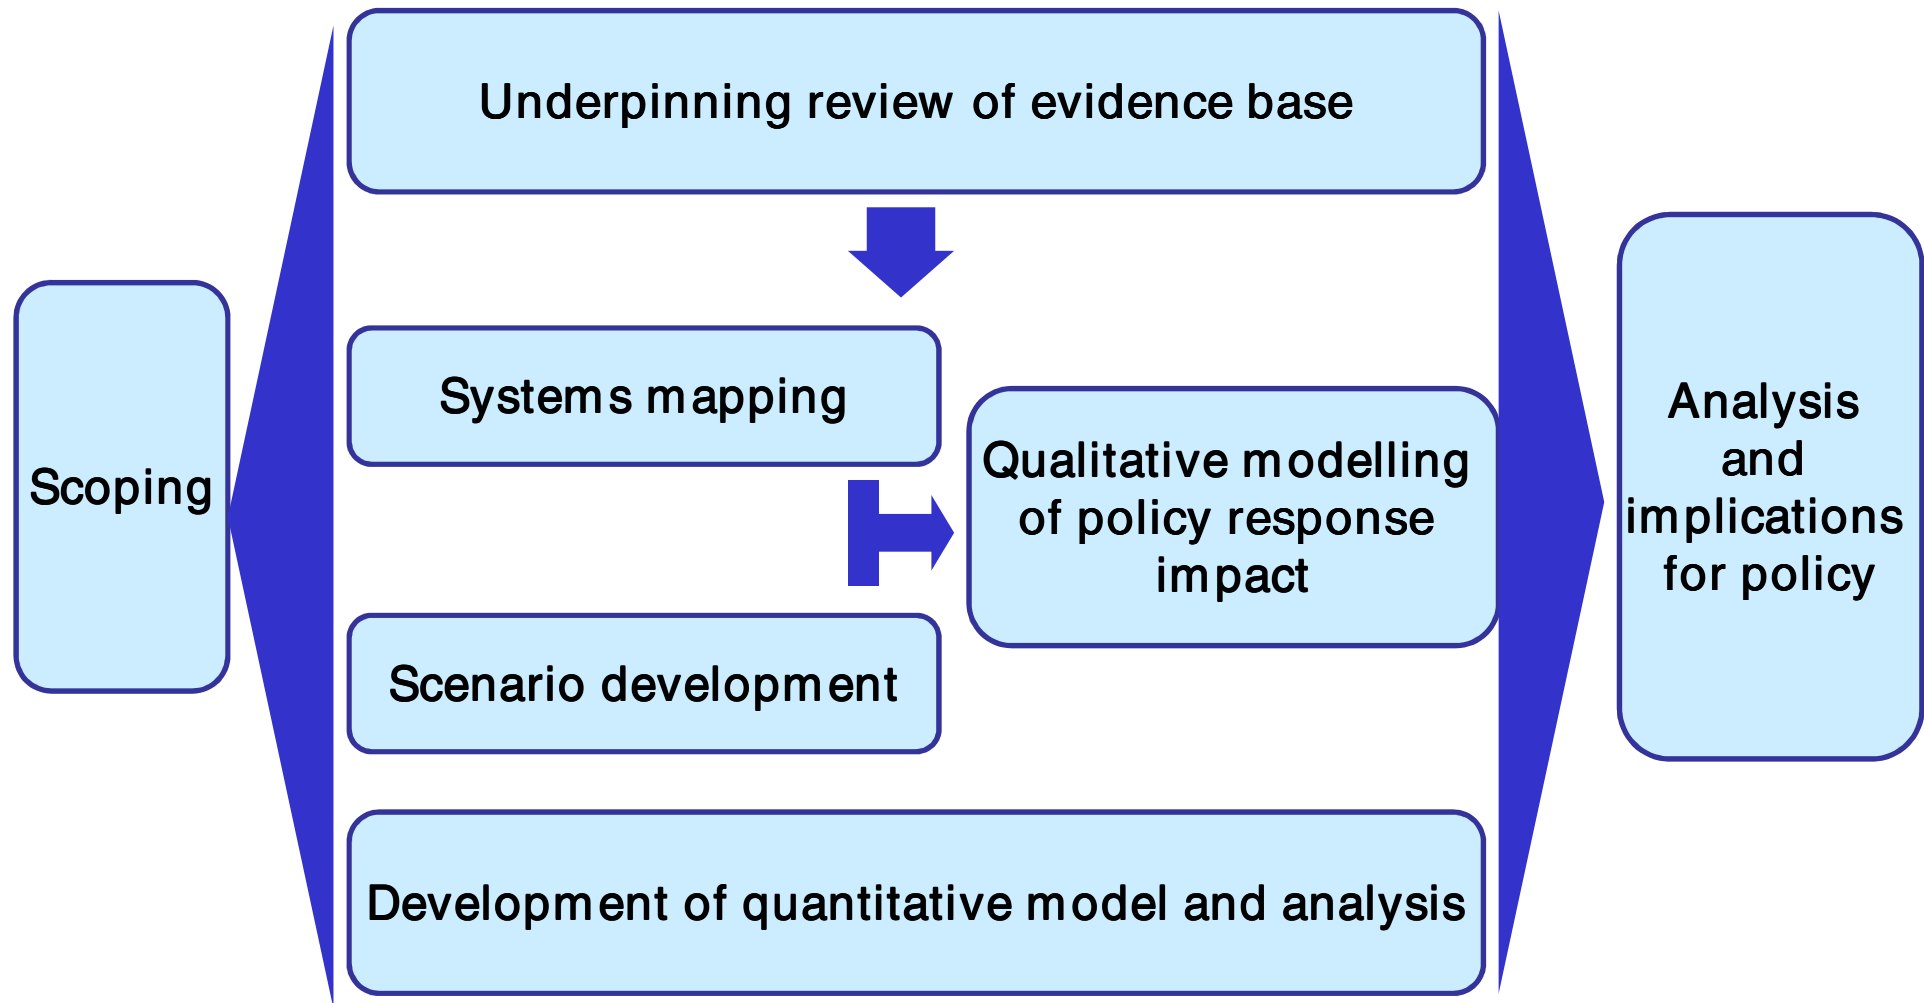 Underpinning review of evidence base
Scoping
Systems mapping
Qualitative modelling
of policy response
impact
Scenario development
Development of quantitative model and analysis
Analysis
and
implications
for policy